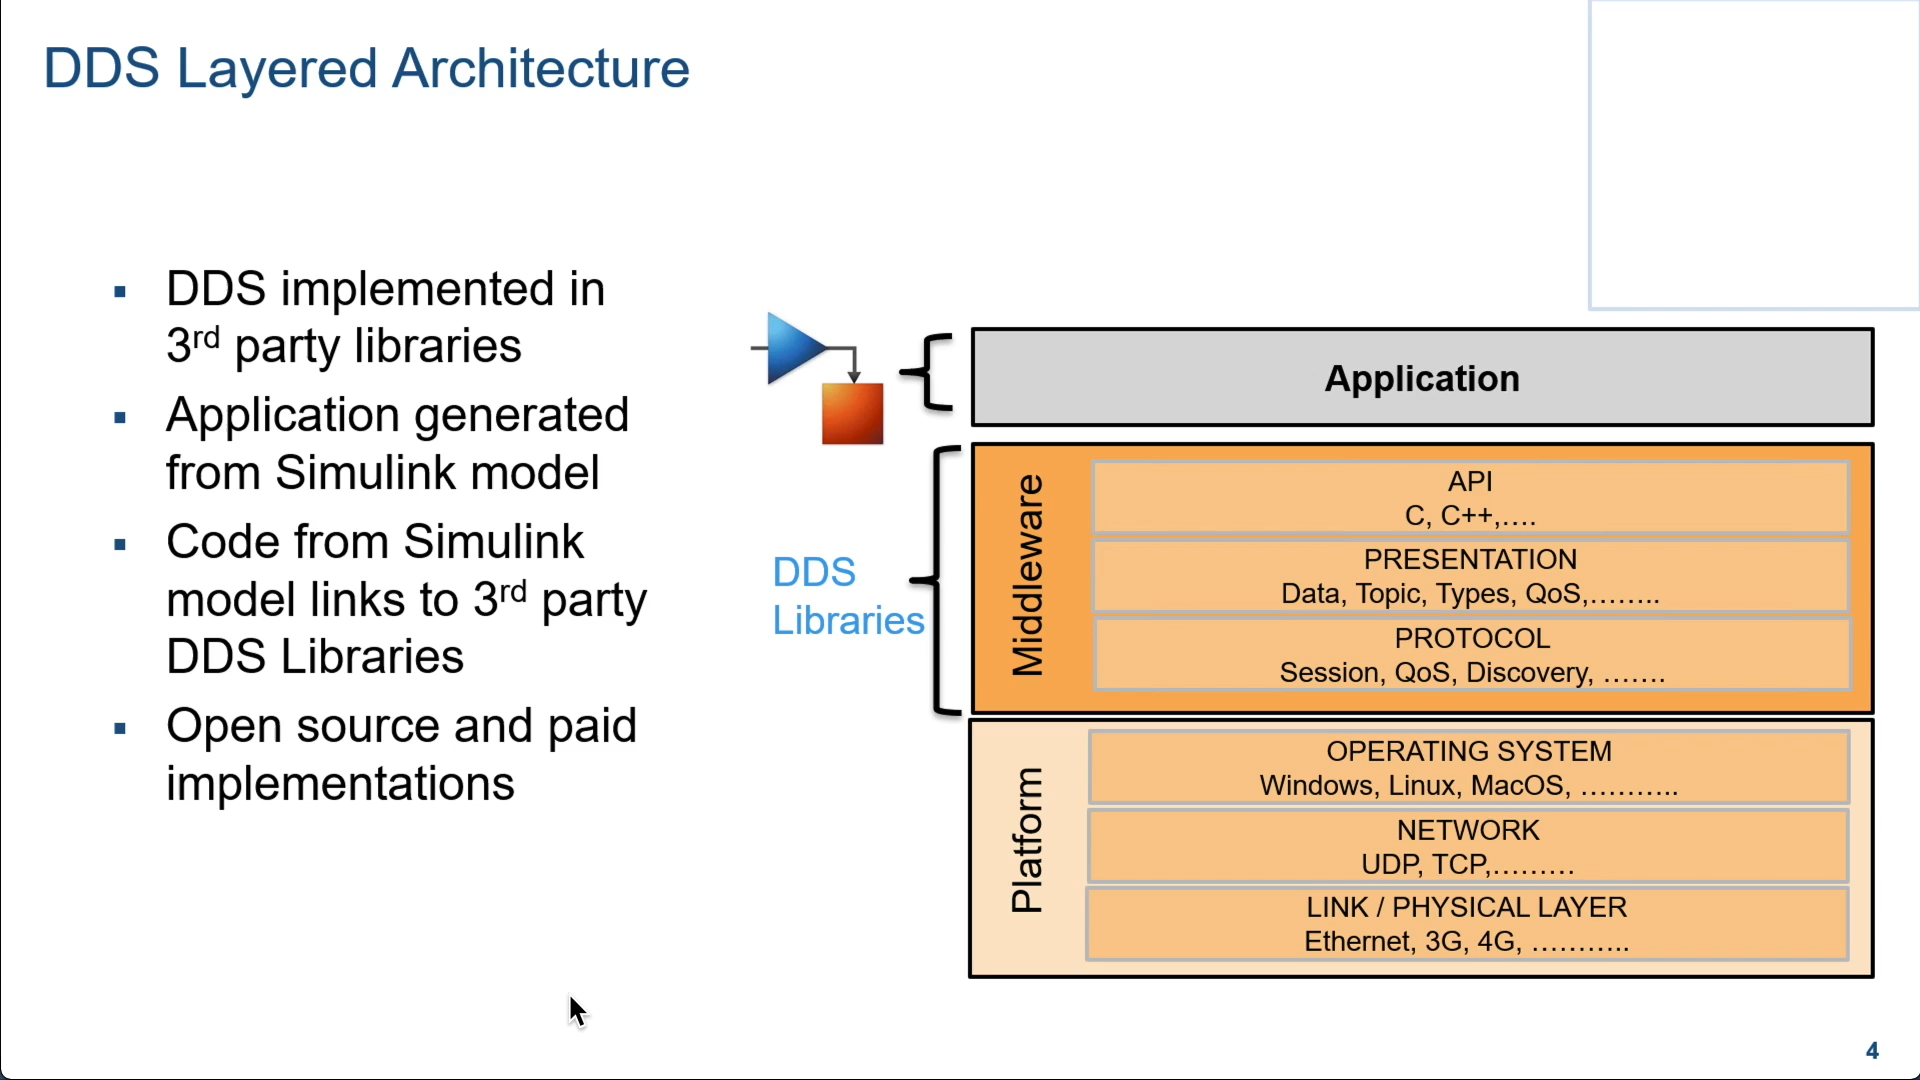 DDS Layered Architecture
▪ DDS implemented in
3rd party libraries
▪ Application generated
from Simulink model
▪ Code from Simulink
model links to 3rd party
DDS Libraries
▪ Open source and paid
implementations
Application
DDS
Libraries
Middleware
API
C, C++,....
PRESENTATION
Data, Topic, Types, QoS,........
PROTOCOL
Session, QoS, Discovery, .......
Platform
OPERATING SYSTEM
Windows, Linux, MacOS, ...........
NETWORK
UDP, TCP,.........
LINK / PHYSICAL LAYER
Ethernet, 3G, 4G, ...........
4